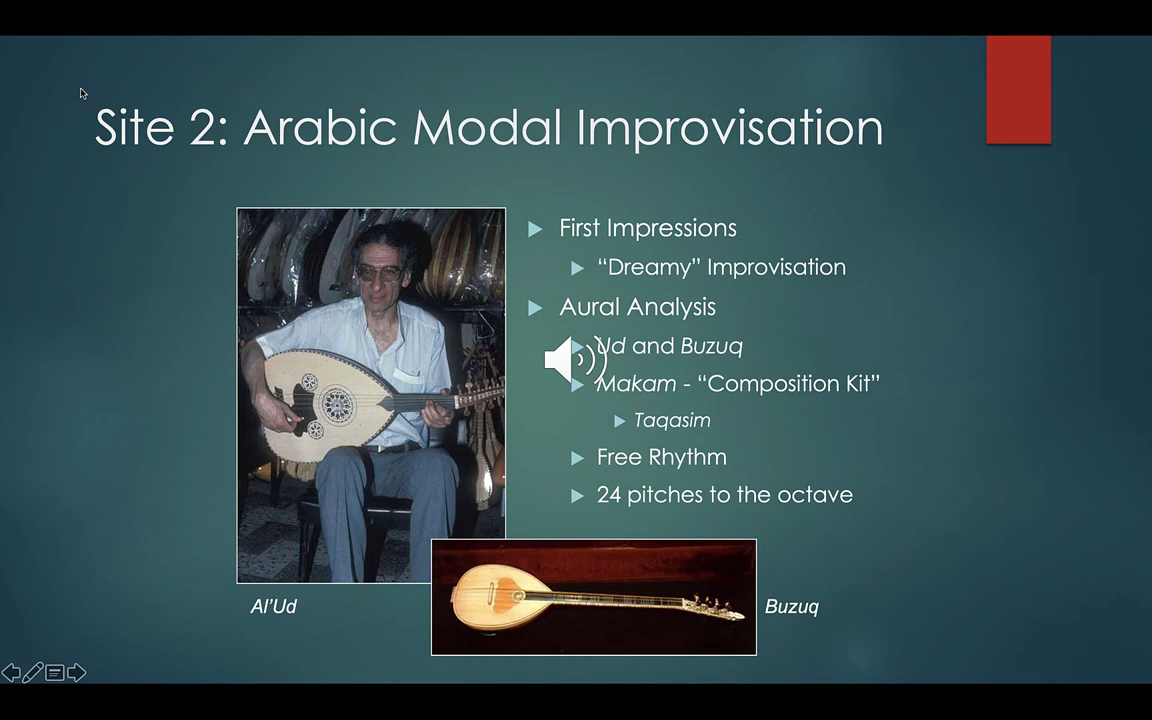 Site 2: Arabic Modal Improvisation
First Impressions
“Dreamy” Improvisation
Aural Analysis
Ud and Buzuq
Makam - “Composition Kit”
Taqasim
Free Rhythm
24 pitches to the octave
Al’Ud
Buzuq